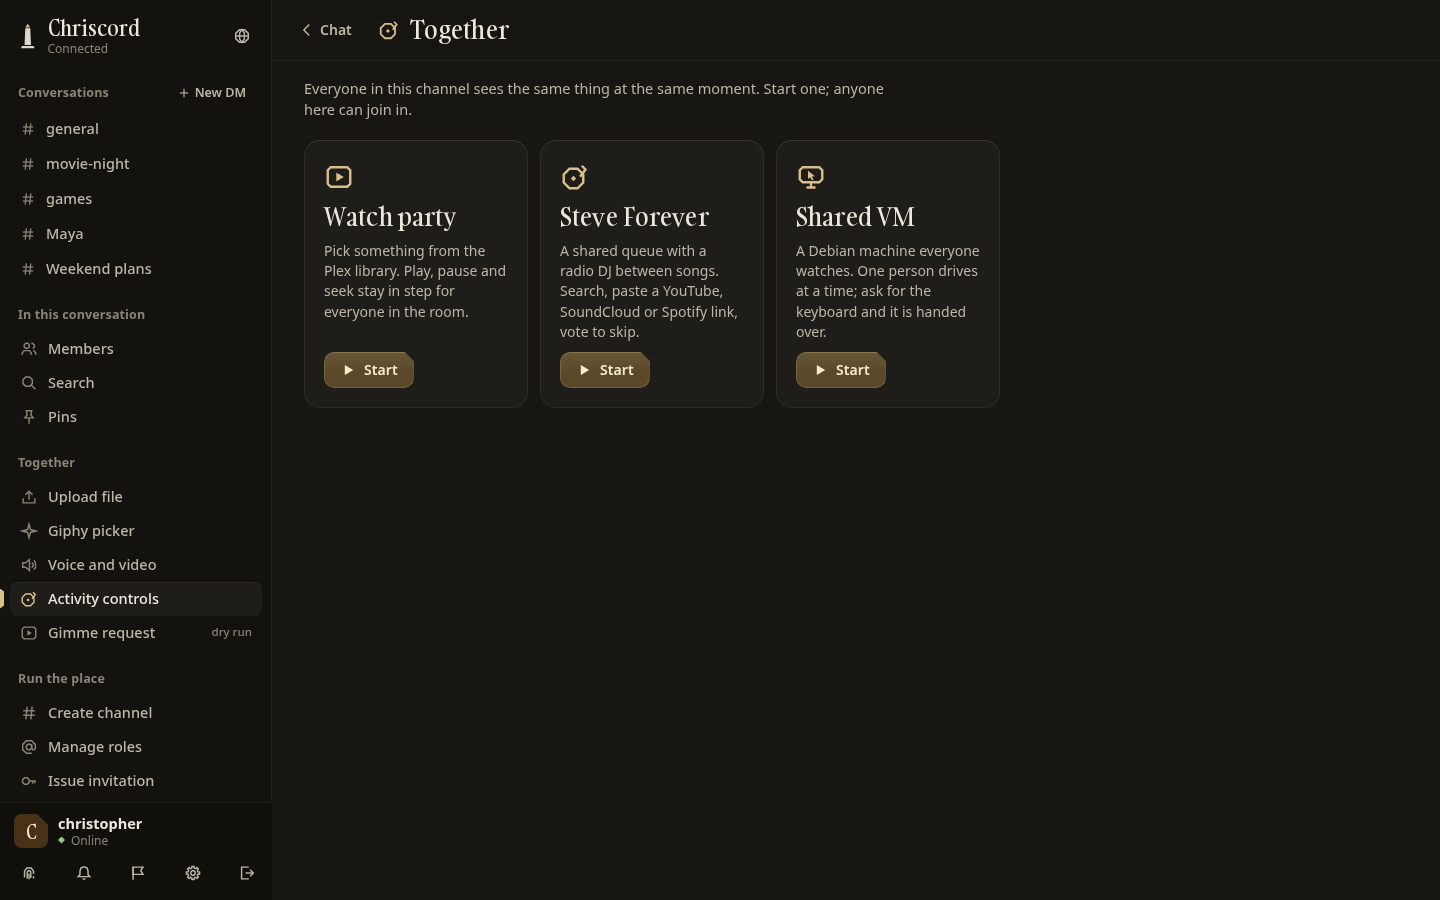 Chriscord
Connected
Conversations
New DM
general
movie-night
games
Maya
Weekend plans
In this conversation
Members
Search
Pins
Together
Upload file
Giphy picker
Voice and video
Activity controls
Gimme request
dry run
Run the place
Create channel
Manage roles
Issue invitation
C
christopher
Online
Chat
Together
Everyone in this channel sees the same thing at the same moment. Start one; anyone
here can join in.
Watch party
Pick something from the
Plex library. Play, pause and
seek stay in step for
everyone in the room.
Start
Steve Forever
A shared queue with a
radio DJ between songs.
Search, paste a YouTube,
SoundCloud or Spotify link,
vote to skip.
Start
Shared VM
A Debian machine everyone
watches. One person drives
at a time; ask for the
keyboard and it is handed
over.
Start